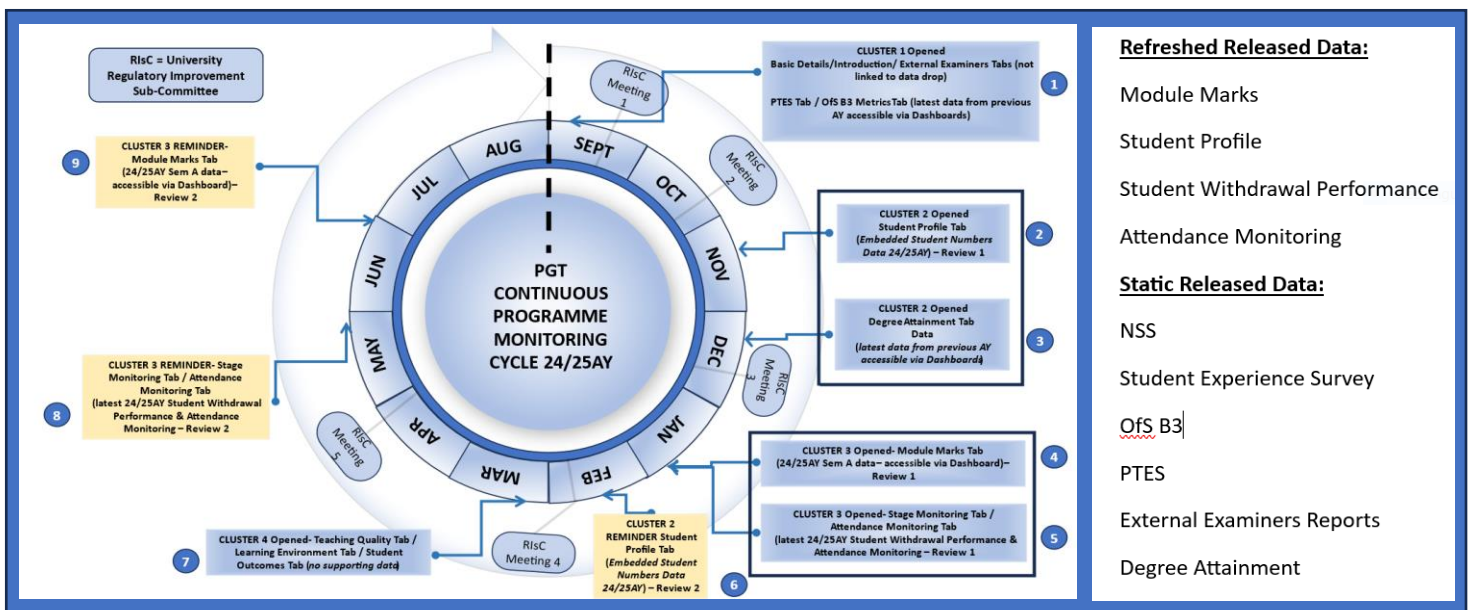 RIsC = University
Regulatory Improvement
Sub-Committee
RIsC
Meeting
1
CLUSTER 1 Opened
Basic Details/Introduction/ External Examiners Tabs (not
linked to data drop)
PTES Tab / OfS B3 MetricsTab (latest data from previous
AY accessible via Dashboards)
1
RIsC
Meeting
2
CLUSTER 2 Opened
Student Profile Tab
(Embedded Student Numbers
Data 24/25AY) – Review 1
2
CLUSTER 2 Opened
Degree Attainment Tab
Data
(latest data from previous AY
accessible via Dashboards)
3
RIsC
Meeting
3
CLUSTER 3 Opened- Module Marks Tab
(24/25AY Sem A data– accessible via Dashboard)–
Review 1
4
CLUSTER 3 Opened- Stage Monitoring Tab /
Attendance Monitoring Tab
(latest 24/25AY Student Withdrawal Performance &
Attendance Monitoring – Review 1
5
CLUSTER 2
REMINDER Student
Profile Tab
(Embedded Student
Numbers Data
24/25AY) – Review 2
6
RIsC
Meeting 4
CLUSTER 4 Opened- Teaching Quality Tab /
Learning Environment Tab / Student
Outcomes Tab (no supporting data)
7
RIsC
Meeting
5
CLUSTER 3 REMINDER- Stage
Monitoring Tab / Attendance
Monitoring Tab
(latest 24/25AY Student Withdrawal
Performance & Attendance
Monitoring – Review 2
8
CLUSTER 3 REMINDER-
Module Marks Tab
(24/25AY Sem A data–
accessible via Dashboard)–
Review 2
9
SEPT
OCT
NOV
DEC
JAN
FEB
MAR
APR
MAY
JUN
JUL
AUG
PGT
CONTINUOUS
PROGRAMME
MONITORING
CYCLE 24/25AY
Refreshed Released Data:
Module Marks
Student Profile
Student Withdrawal Performance
Attendance Monitoring
Static Released Data:
NSS
Student Experience Survey
OfS B3
PTES
External Examiners Reports
Degree Attainment